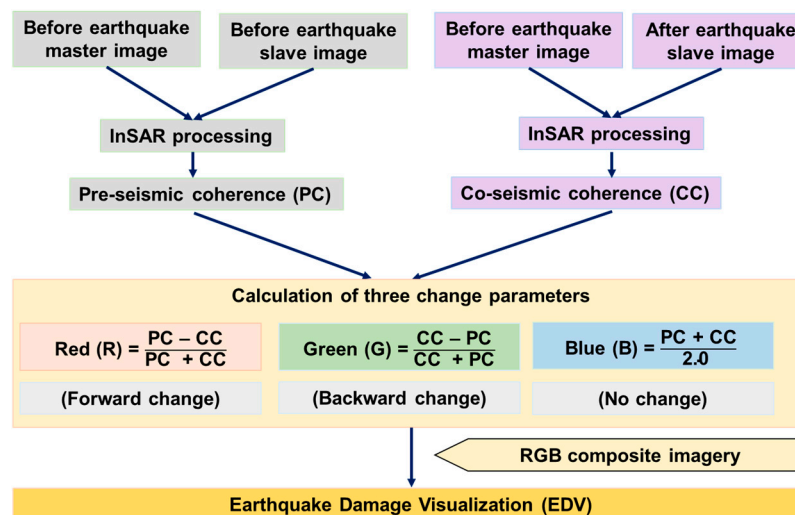 Before earthquake
master image
Before earthquake
slave image
Before earthquake
master image
After earthquake
slave image
InSAR processing
InSAR processing
Pre-seismic coherence (PC)
Co-seismic coherence (CC)
Calculation of three change parameters
Red (R) = PC – CC / PC + CC
Green (G) = CC – PC / CC + PC
Blue (B) = PC + CC / 2.0
(Forward change)
(Backward change)
(No change)
RGB composite imagery
Earthquake Damage Visualization (EDV)